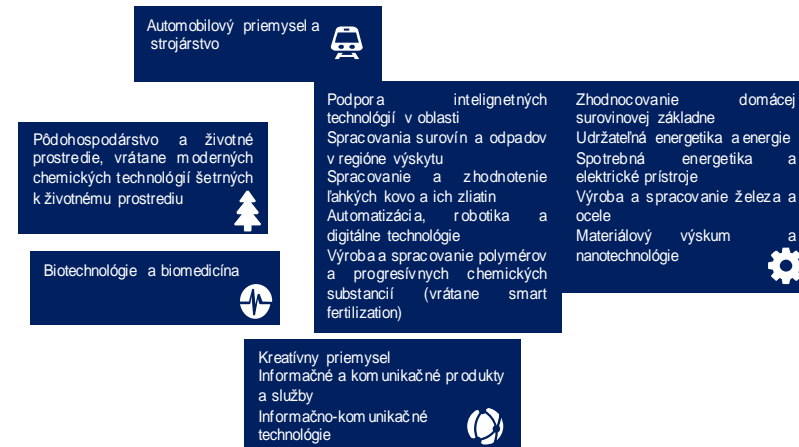 Automobilový priemysel a
strojárstvo
Pôdohospodárstvo a životné
prostredie, vrátane moderných
chemických technológií šetrných
k životnému prostrediu
Biotechnológie a biomedicína
Podpora intelignetných
technológií v oblasti
Spracovania surovín a odpadov
v regióne výskytu
Spracovanie a zhodnotenie
ľahkých kovo a ich zliatin
Automatizácia, robotika a
digitálne technológie
Výroba a spracovanie polymérov
a progresívnych chemických
substancií (vrátane smart
fertilization)
Zhodnocovanie domácej
surovinovej základne
Udržateľná energetika a energie
Spotrebná energetika a
elektrické prístroje
Výroba a spracovanie železa a
ocele
Materiálový výskum a
nanotechnológie
Kreatívny priemysel
Informačné a komunikačné produkty
a služby
Informačno-komunikačné
technológie